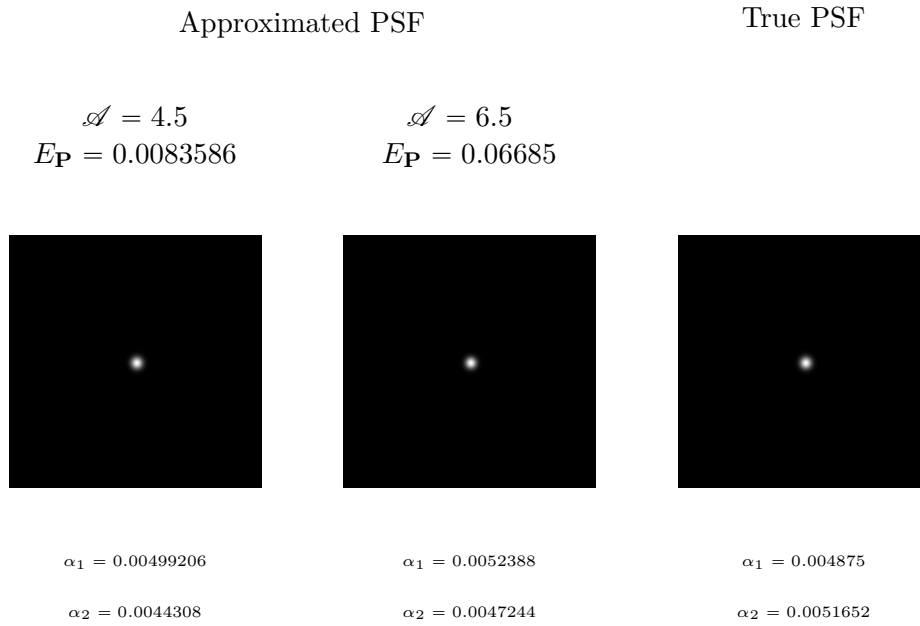 Approximated PSF
True PSF
𝒜 = 4.5
E_P = 0.0083586
𝒜 = 6.5
E_P = 0.06685
α₁ = 0.00499206
α₁ = 0.0052388
α₁ = 0.004875
α₂ = 0.0044308
α₂ = 0.0047244
α₂ = 0.0051652